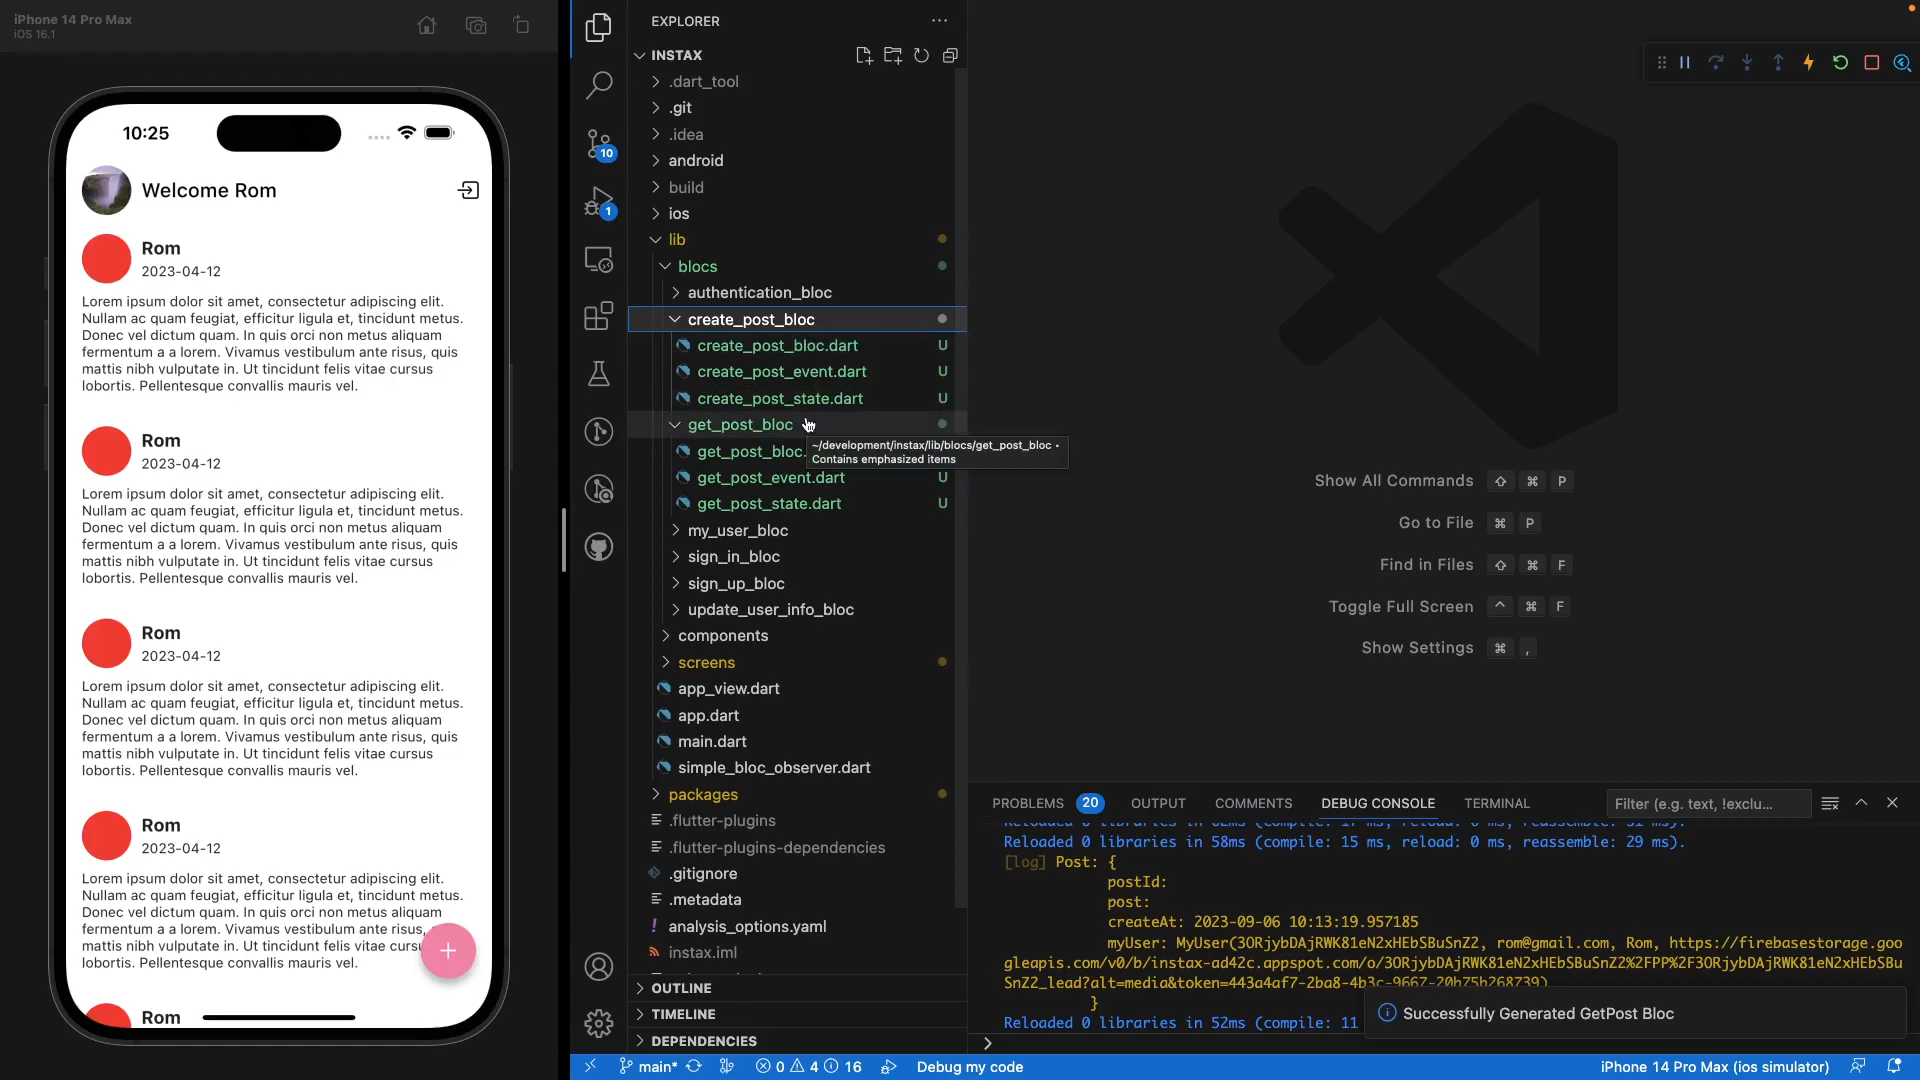 iPhone 14 Pro Max
iOS 16.1
10:25
Welcome Rom
Rom
2023-04-12
Lorem ipsum dolor sit amet, consectetur adipiscing elit.
Nullam ac quam feugiat, efficitur ligula et, tincidunt metus.
Donec vel dictum quam. In quis orci non metus aliquam
fermentum a a lorem. Vivamus vestibulum ante risus, quis
mattis nibh vulputate in. Ut tincidunt felis vitae cursus
lobortis. Pellentesque convallis mauris vel.
Rom
2023-04-12
Lorem ipsum dolor sit amet, consectetur adipiscing elit.
Nullam ac quam feugiat, efficitur ligula et, tincidunt metus.
Donec vel dictum quam. In quis orci non metus aliquam
fermentum a a lorem. Vivamus vestibulum ante risus, quis
mattis nibh vulputate in. Ut tincidunt felis vitae cursus
lobortis. Pellentesque convallis mauris vel.
Rom
2023-04-12
Lorem ipsum dolor sit amet, consectetur adipiscing elit.
Nullam ac quam feugiat, efficitur ligula et, tincidunt metus.
Donec vel dictum quam. In quis orci non metus aliquam
fermentum a a lorem. Vivamus vestibulum ante risus, quis
mattis nibh vulputate in. Ut tincidunt felis vitae cursus
lobortis. Pellentesque convallis mauris vel.
Rom
2023-04-12
Lorem ipsum dolor sit amet, consectetur adipiscing elit.
Nullam ac quam feugiat, efficitur ligula et, tincidunt metus.
Donec vel dictum quam. In quis orci non metus aliquam
fermentum a a lorem. Vivamus vestibulum ante risus,
mattis nibh vulputate in. Ut tincidunt felis vitae
lobortis. Pellentesque convallis mauris vel.
Rom
10
1
EXPLORER
INSTAX
.dart_tool
.git
.idea
android
build
ios
lib
blocs
authentication_bloc
create_post_bloc
create_post_bloc.dart U
create_post_event.dart U
create_post_state.dart U
get_post_bloc
get_post_bloc.
~/development/instax/lib/blocs/get_post_bloc •
Contains emphasized items
get_post_event.dart U
get_post_state.dart U
my_user_bloc
sign_in_bloc
sign_up_bloc
update_user_info_bloc
components
screens
app_view.dart
app.dart
main.dart
simple_bloc_observer.dart
packages
.flutter-plugins
.flutter-plugins-dependencies
.gitignore
.metadata
analysis_options.yaml
instax.iml
OUTLINE
TIMELINE
DEPENDENCIES
Show All Commands ⇧ ⌘ P
Go to File ⌘ P
Find in Files ⇧ ⌘ F
Toggle Full Screen ^ ⌘ F
Show Settings ⌘ ,
PROBLEMS 20 OUTPUT COMMENTS DEBUG CONSOLE TERMINAL Filter (e.g. text, !exclu...
Reloaded 0 libraries in 62ms (compile: 17 ms, reload: 0 ms, reassemble: 31 ms).
Reloaded 0 libraries in 58ms (compile: 15 ms, reload: 0 ms, reassemble: 29 ms).
[log] Post: {
postId:
post:
createAt: 2023-09-06 10:13:19.957185
myUser: MyUser(3ORjybDAjRWK81eN2xHEbSBuSnZ2, rom@gmail.com, Rom, https://firebasestorage.goo
gleapis.com/v0/b/instax-ad42c.appspot.com/o/3ORjybDAjRWK81eN2xHEbSBuSnZ2%2FPP%2F3ORjybDAjRWK81eN2xHEbSBu
SnZ2_lead?alt=media&token=443a4af7-2ba8-4b3c-9667-20b75b268739)
}
Reloaded 0 libraries in 52ms (compile: 11
Successfully Generated GetPost Bloc
main* 0 4 16 Debug my code iPhone 14 Pro Max (ios simulator)